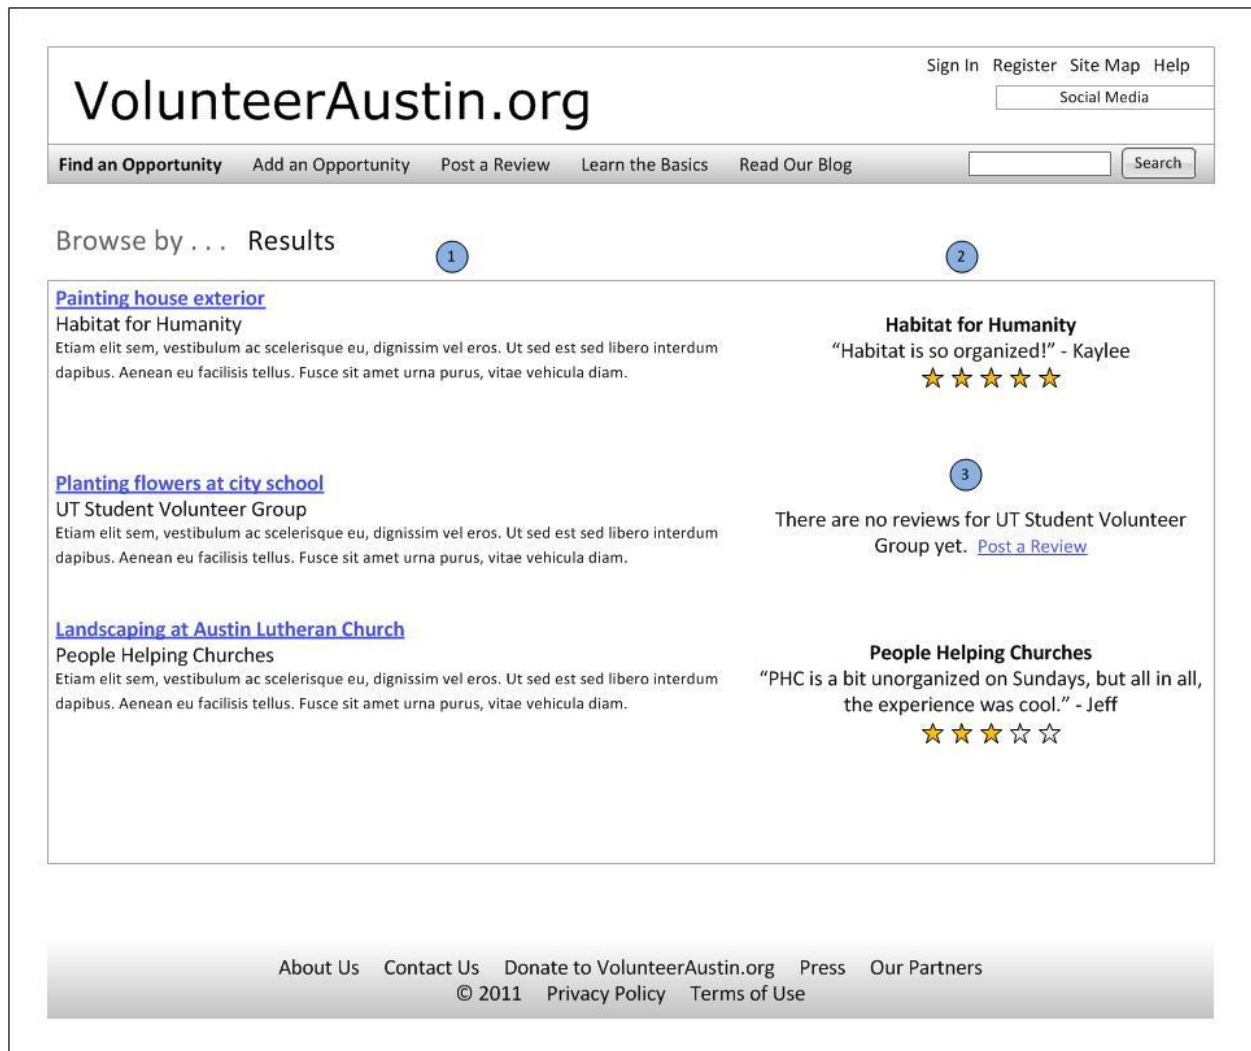 Sign In Register Site Map Help
VolunteerAustin.org
Social Media
Find an Opportunity Add an Opportunity Post a Review Learn the Basics Read Our Blog Search
Browse by . . . Results
1
2
Painting house exterior
Habitat for Humanity
Etiam elit sem, vestibulum ac scelerisque eu, dignissim vel eros. Ut sed est sed libero interdum
dapibus. Aenean eu facilisis tellus. Fusce sit amet urna purus, vitae vehicula diam.
Habitat for Humanity
“Habitat is so organized!” - Kaylee
3
Planting flowers at city school
UT Student Volunteer Group
Etiam elit sem, vestibulum ac scelerisque eu, dignissim vel eros. Ut sed est sed libero interdum
dapibus. Aenean eu facilisis tellus. Fusce sit amet urna purus, vitae vehicula diam.
There are no reviews for UT Student Volunteer
Group yet. Post a Review
Landscaping at Austin Lutheran Church
People Helping Churches
Etiam elit sem, vestibulum ac scelerisque eu, dignissim vel eros. Ut sed est sed libero interdum
dapibus. Aenean eu facilisis tellus. Fusce sit amet urna purus, vitae vehicula diam.
People Helping Churches
“PHC is a bit unorganized on Sundays, but all in all,
the experience was cool.” - Jeff
About Us Contact Us Donate to VolunteerAustin.org Press Our Partners
© 2011 Privacy Policy Terms of Use